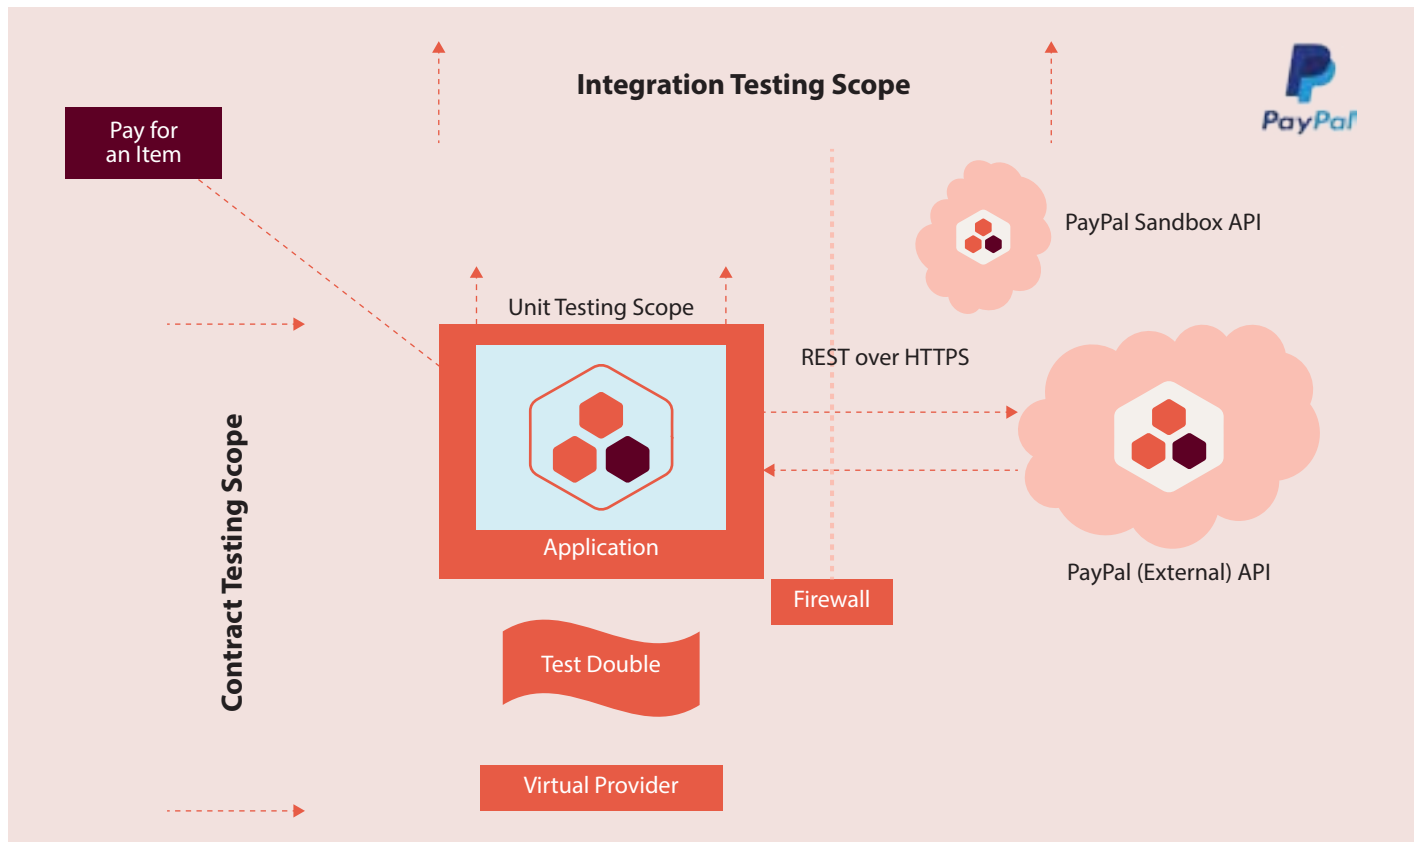 Integration Testing Scope
PayPal
Pay for
an Item
PayPal Sandbox API
Unit Testing Scope
REST over HTTPS
Contract Testing Scope
Application
PayPal (External) API
Firewall
Test Double
Virtual Provider